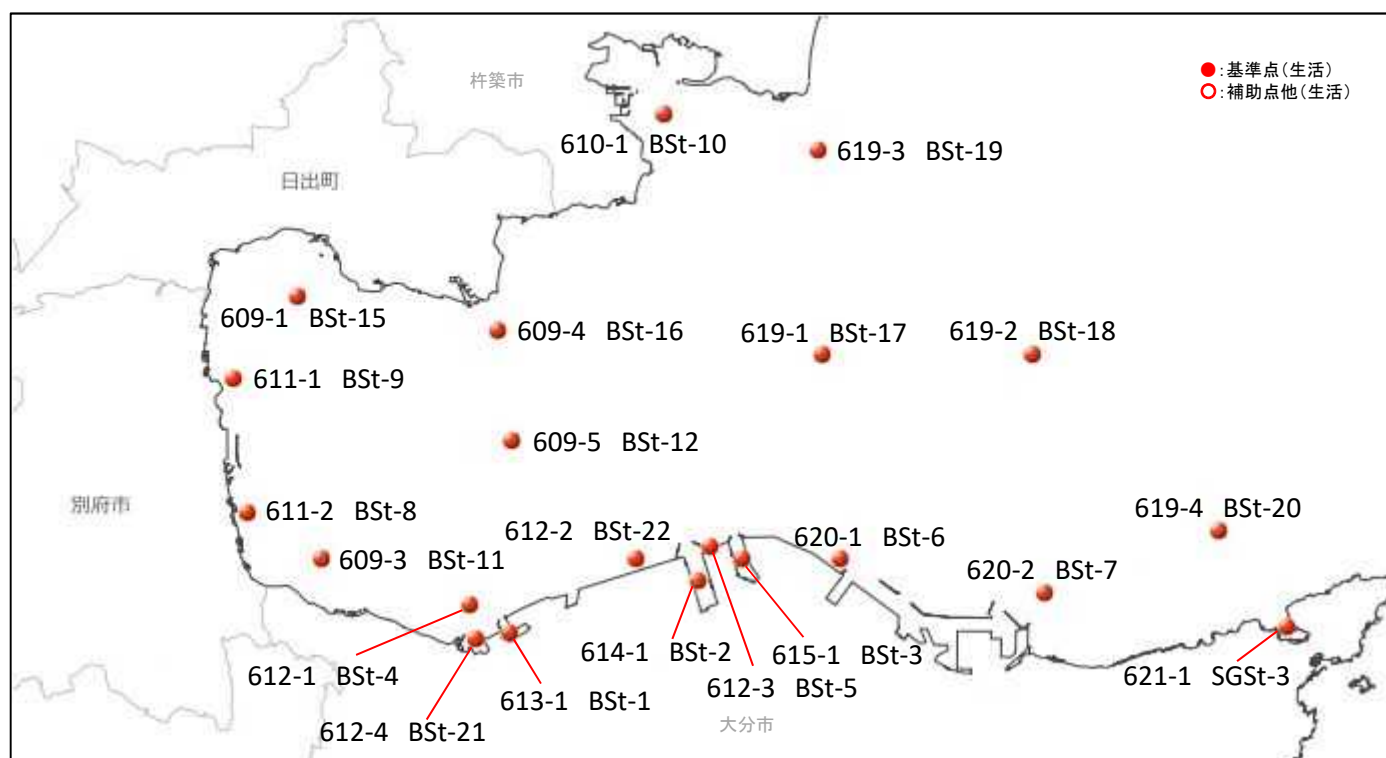 杵築市
●:基準点(生活)
○:補助点他(生活)
610-1 BSt-10
619-3 BSt-19
日出町
609-1 BSt-15
609-4 BSt-16
619-1 BSt-17
619-2 BSt-18
611-1 BSt-9
609-5 BSt-12
別府市
611-2 BSt-8
609-3 BSt-11
612-2 BSt-22
620-1 BSt-6
619-4 BSt-20
620-2 BSt-7
612-1 BSt-4
613-1 BSt-1
614-1 BSt-2
615-1 BSt-3
612-3 BSt-5
621-1 SGSt-3
612-4 BSt-21
大分市